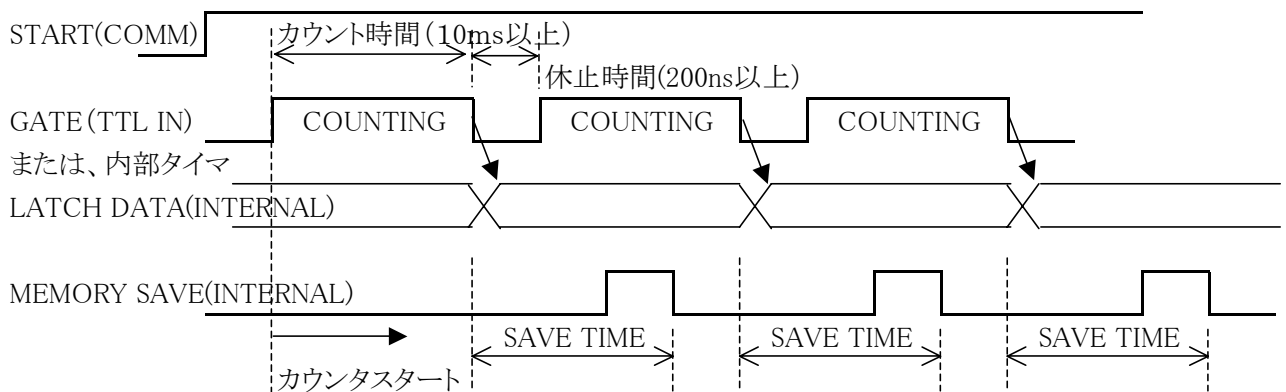 START(COMM)
カウント時間(10ms以上)
休止時間(200ns以上)
GATE(TTL IN)
COUNTING
COUNTING
COUNTING
または、内部タイマ
LATCH DATA(INTERNAL)
MEMORY SAVE(INTERNAL)
SAVE TIME
SAVE TIME
SAVE TIME
カウンタスタート